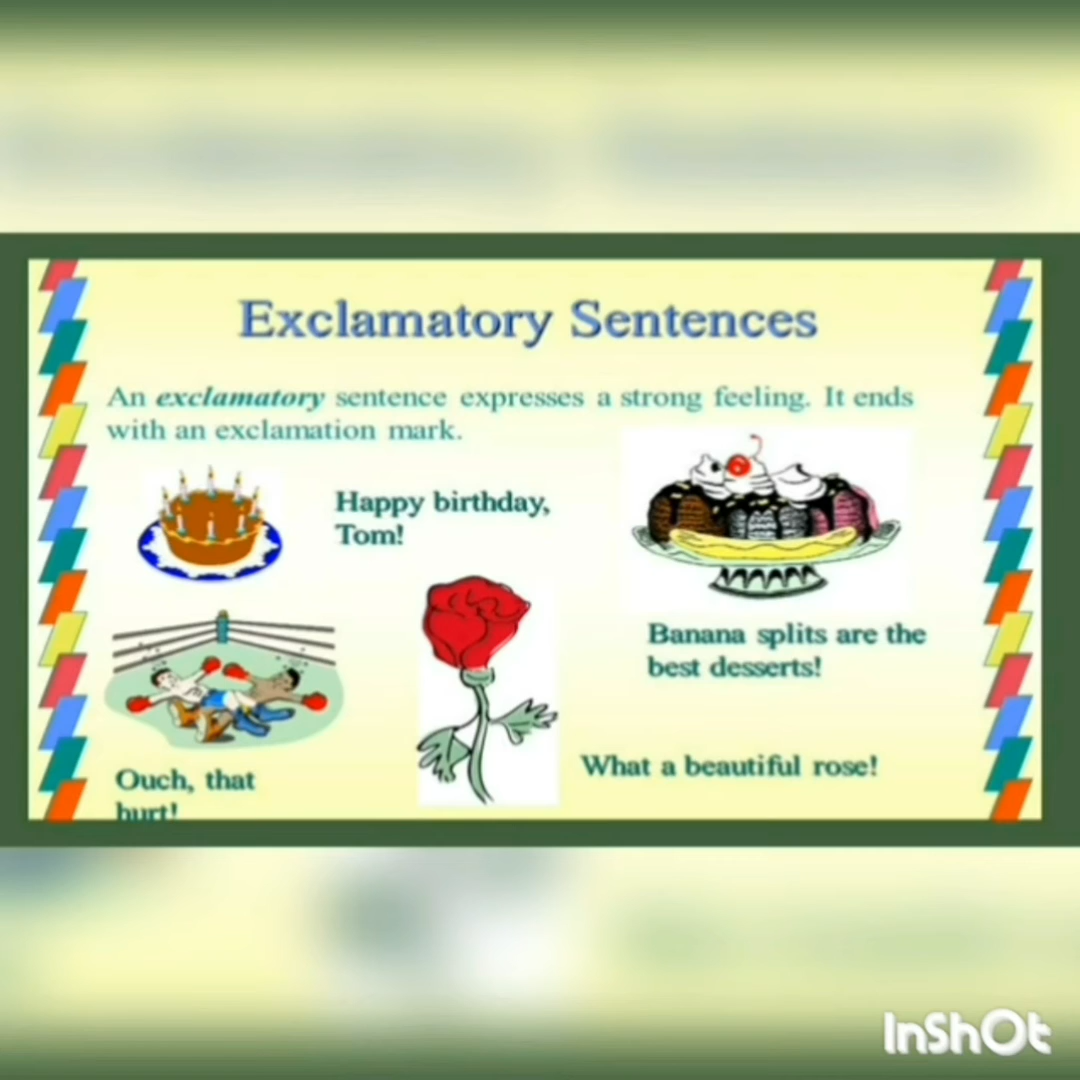 Exclamatory Sentences
An exclamatory sentence expresses a strong feeling. It ends
with an exclamation mark.
Happy birthday,
Tom!
Banana splits are the
best desserts!
What a beautiful rose!
Ouch, that
hurt!
InShOt